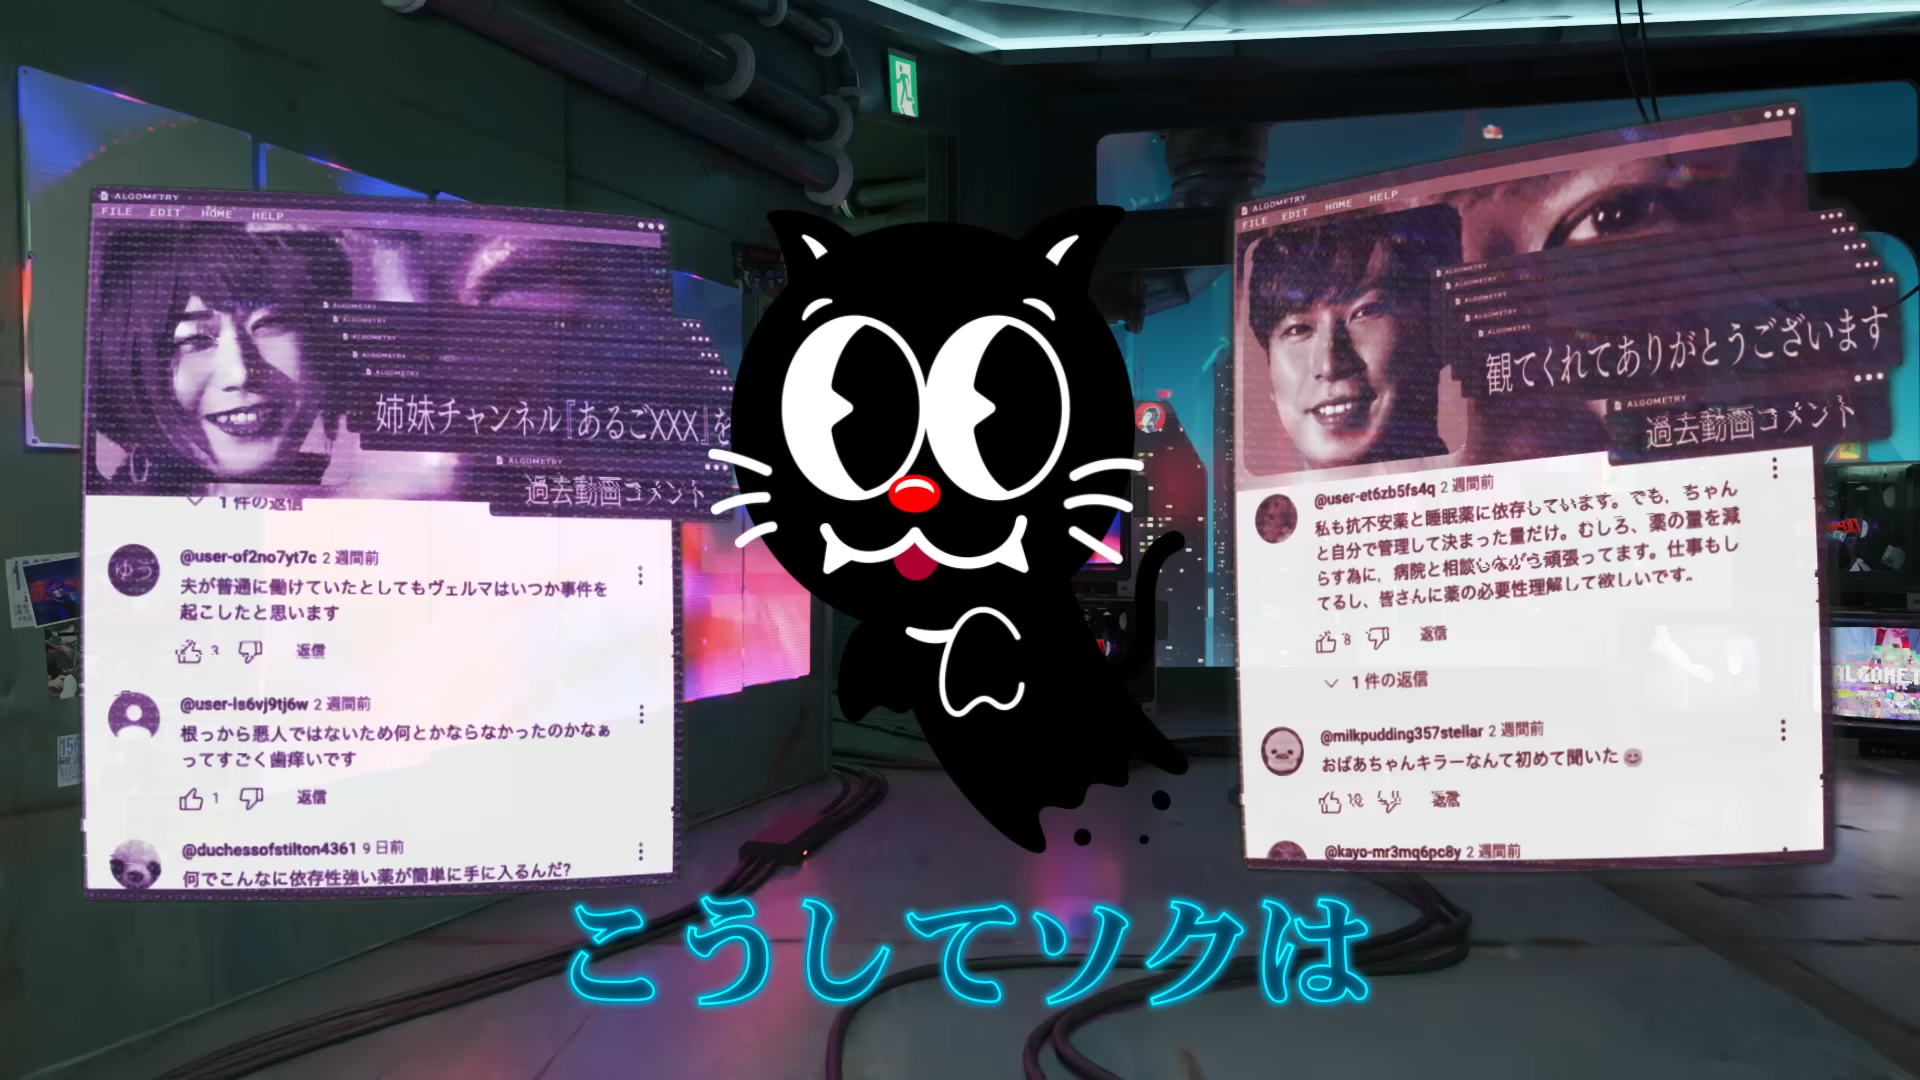 ALGOMETRY
FILE EDIT HOME HELP
ALGOMETRY
ALGOMETRY
ALGOMETRY
ALGOMETRY
ALGOMETRY
姉妹チャンネル『あるごXXX』を
ALGOMETRY
過去動画コメント
1 件の返信
ゆう
@user-of2no7yt7c 2 週間前
夫が普通に働けていたとしてもヴェルマはいつか事件を
起こしたと思います
3 返信
@user-ls6vj9tj6w 2 週間前
根っから悪人ではないため何とかならなかったのかなぁ
ってすごく歯痒いです
1 返信
@duchessofstilton4361 9 日前
何でこんなに依存性強い薬が簡単に手に入るんだ?
ALGOMETRY
FILE EDIT HOME HELP
ALGOMETRY
ALGOMETRY
ALGOMETRY
ALGOMETRY
ALGOMETRY
観てくれてありがとうございます
ALGOMETRY
過去動画コメント
@user-et6zb5fs4q 2 週間前
私も抗不安薬と睡眠薬に依存しています。でも、ちゃん
と自分で管理して決まった量だけ。むしろ、薬の量を減
らす為に、病院と相談しながら頑張ってます。仕事もし
てるし、皆さんに薬の必要性理解して欲しいです。
8 返信
1 件の返信
@milkpudding357stellar 2 週間前
おばあちゃんキラーなんて初めて聞いた😊
返信
@kayo-mr3mq6pc8y 2 週間前
こうしてソクは